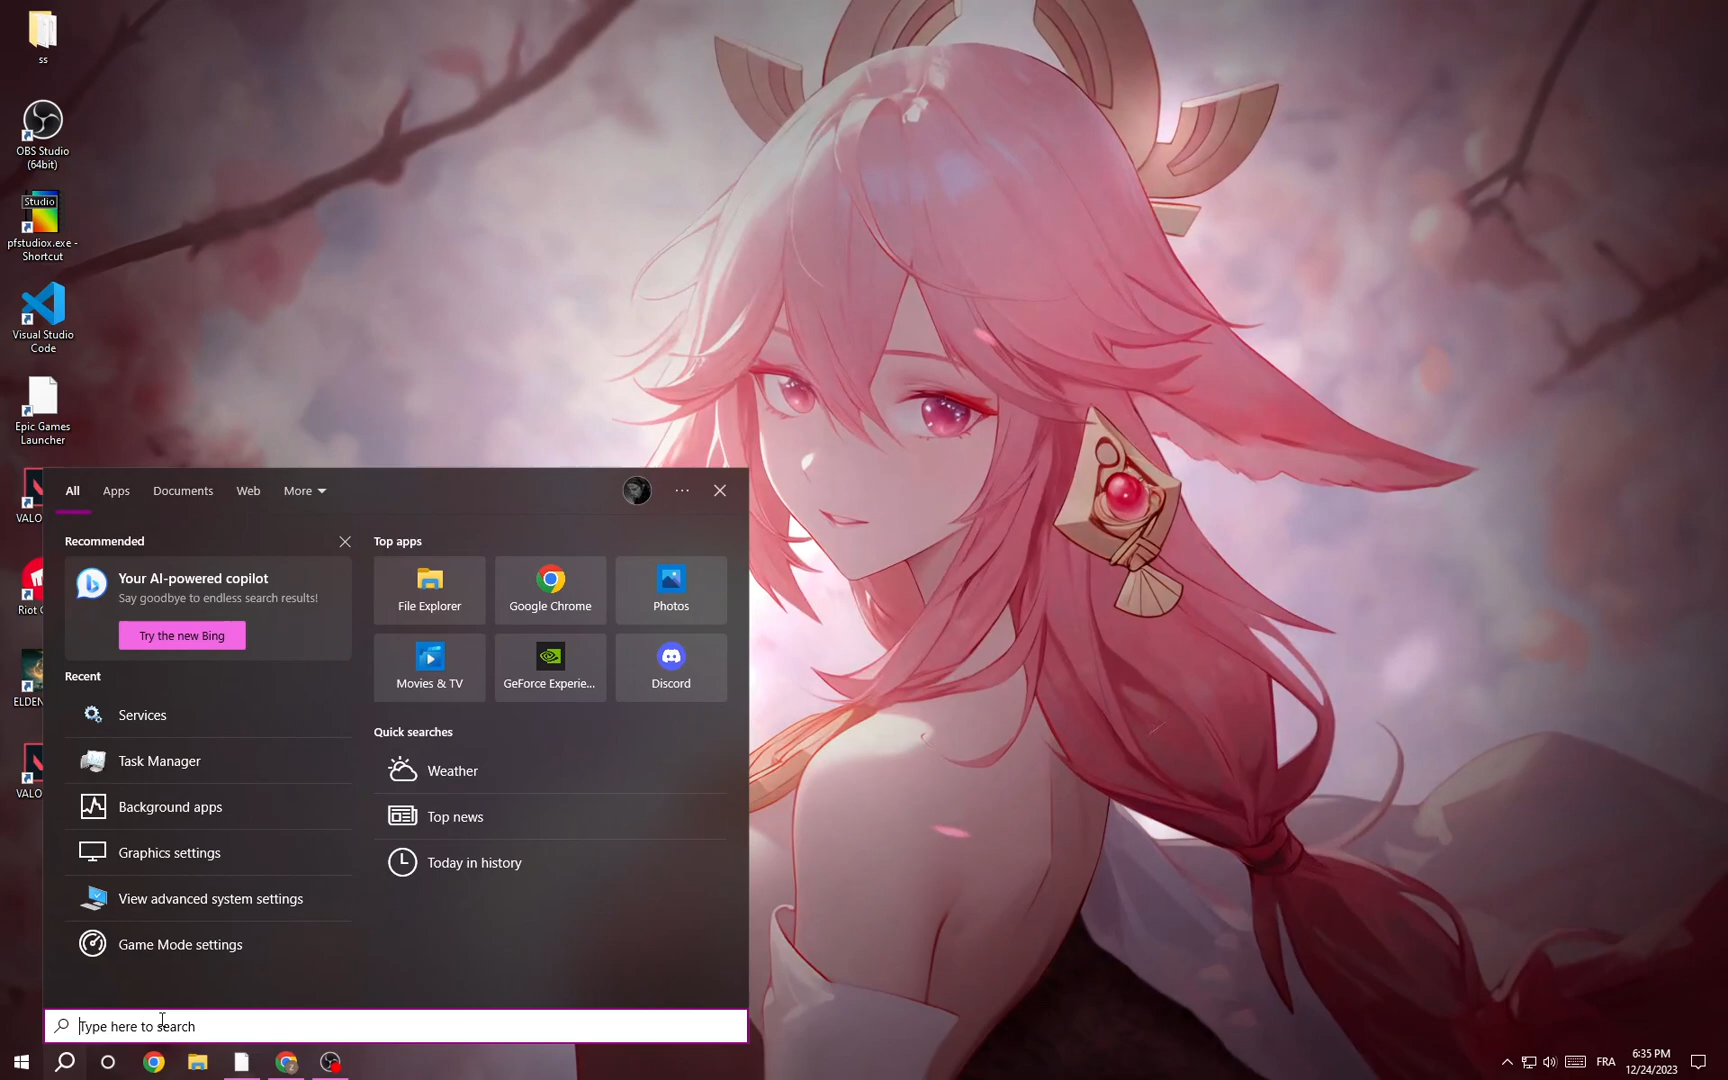 ss
OBS Studio
(64bit)
Studio
pfstudiox.exe -
Shortcut
Visual Studio
Code
Epic Games
Launcher
VALO
Riot
ELDEN
VALO
All
Apps
Documents
Web
More
Recommended
Your AI-powered copilot
Say goodbye to endless search results!
Try the new Bing
Recent
Services
Task Manager
Background apps
Graphics settings
View advanced system settings
Game Mode settings
Top apps
File Explorer
Google Chrome
Photos
Movies & TV
GeForce Experie...
Discord
Quick searches
Weather
Top news
Today in history
Type here to search
FRA
6:35 PM
12/24/2023